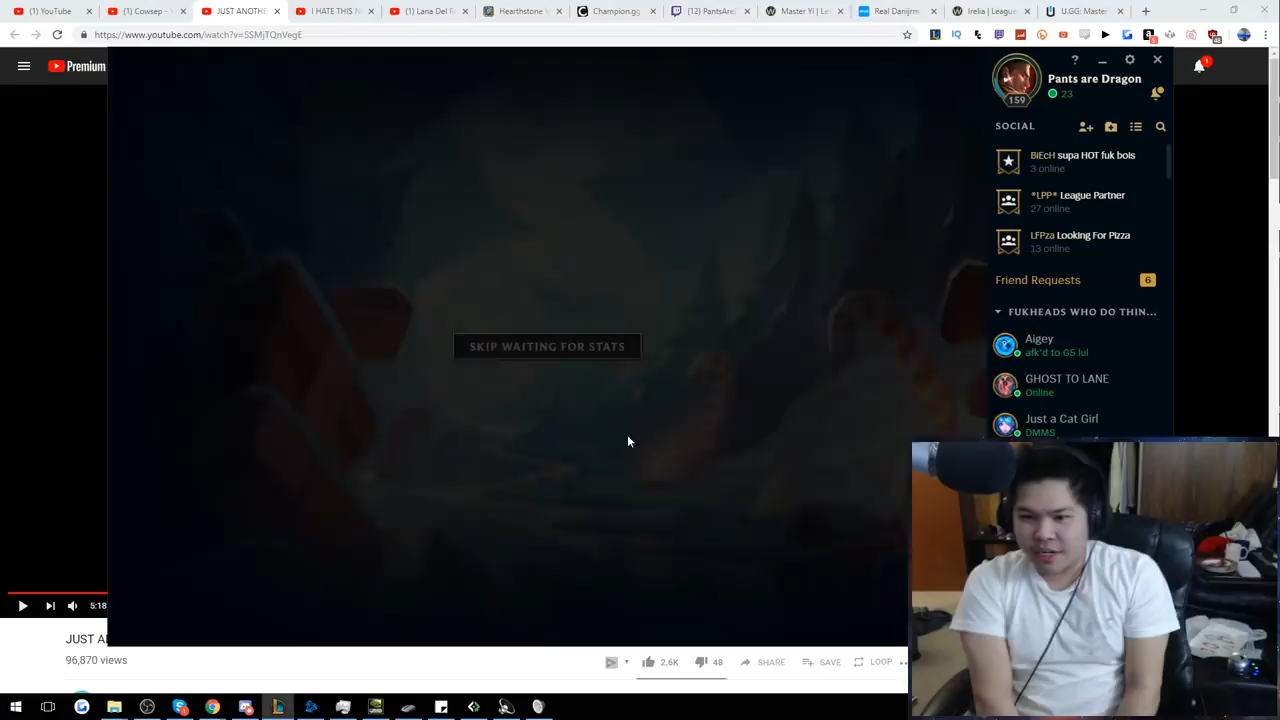 (1) YouTube
(1) Cowsep - Y
JUST ANOTHE
I HATE THIS N
(1) Lana Del R
Hearthstone
Champion.gg
(12) PantsAre
Master Yi | Le
Real Danijrm
Irelia | League
U.GG: Master
https://www.youtube.com/watch?v=SSMjTQnVegE
Premium
1
Pants are Dragon
159
23
SOCIAL
BiEcH supa HOT fuk bois
3 online
*LPP* League Partner
27 online
LFPza Looking For Pizza
13 online
Friend Requests 6
FUKHEADS WHO DO THIN...
Aigey
afk'd to G5 lul
GHOST TO LANE
Online
Just a Cat Girl
DMMS
SKIP WAITING FOR STATS
5:18
JUST A
96,870 views
2.6K
48
SHARE
SAVE
LOOP